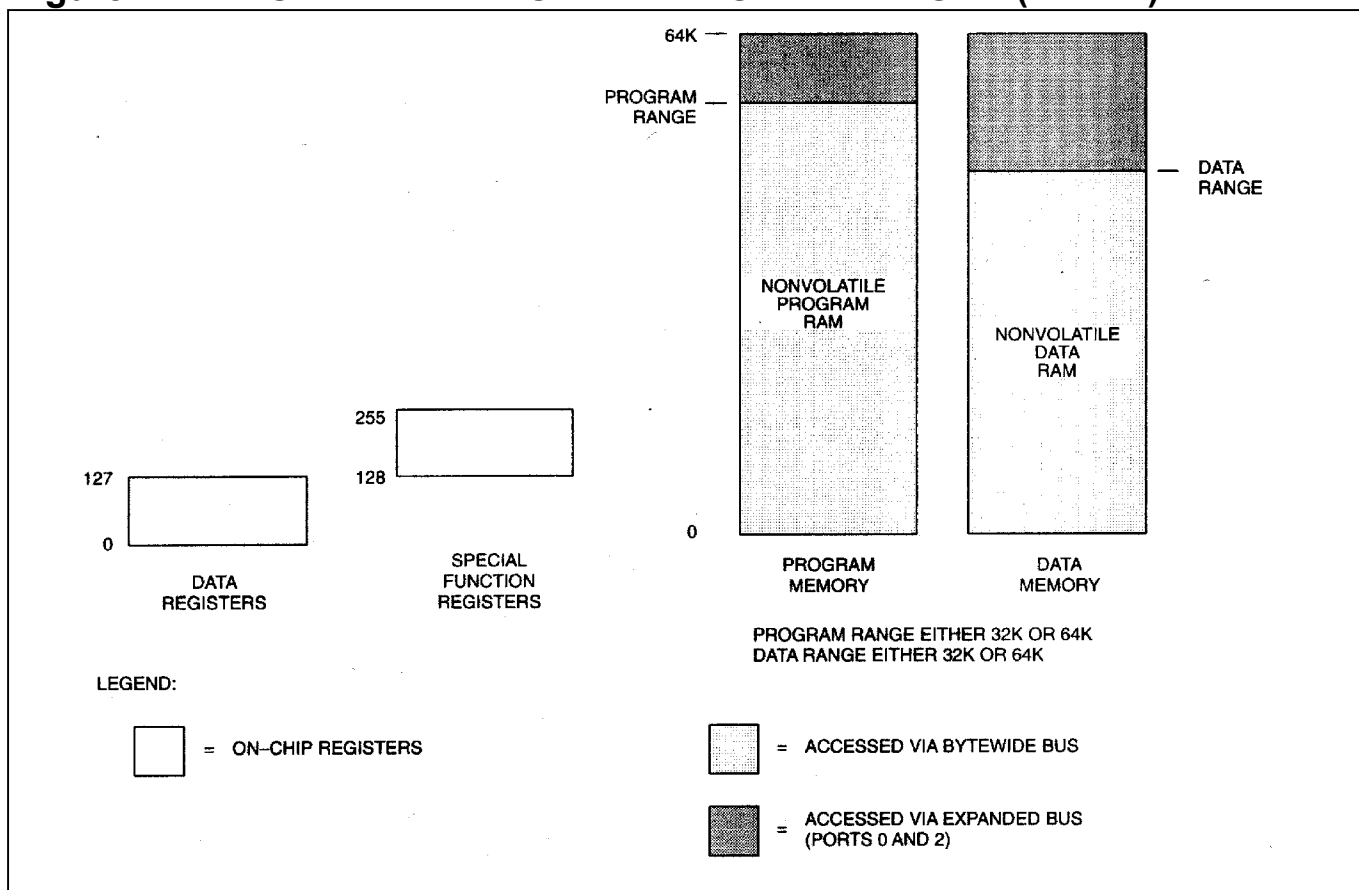 64K
PROGRAM
RANGE
DATA
RANGE
NONVOLATILE
PROGRAM
RAM
NONVOLATILE
DATA
RAM
255
128
127
0
0
DATA
REGISTERS
SPECIAL
FUNCTION
REGISTERS
PROGRAM
MEMORY
DATA
MEMORY
PROGRAM RANGE EITHER 32K OR 64K
DATA RANGE EITHER 32K OR 64K
LEGEND:
= ON–CHIP REGISTERS
= ACCESSED VIA BYTEWIDE BUS
= ACCESSED VIA EXPANDED BUS
(PORTS 0 AND 2)